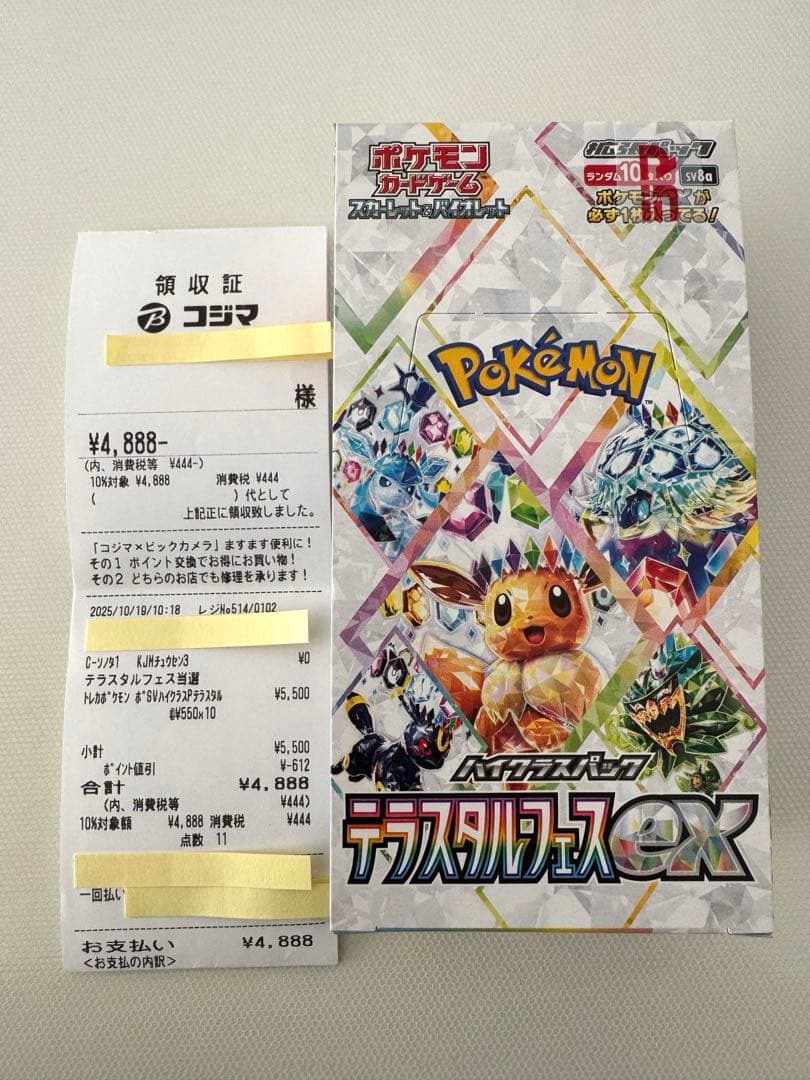 領収証
コジマ
様
¥4,888-
(内、消費税等 ¥444-)
10%対象 ¥4,888 消費税 ¥444
( )代として
上記正に領収致しました。
「コジマ×ビックカメラ」ますます便利に!
その1 ポイント交換でお得にお買い物!
その2 どちらのお店でも修理を承ります!
2025/10/19/10:18 レジNo514/0102
C-ソノタ1 KJMチュウセン3 ¥0
テラスタルフェス当選
トレカポケモン ポSVハイクラスPテラスタル ¥5,500
@¥550x10
小計 ¥5,500
ポイント値引 ¥-612
合計 ¥4,888
(内、消費税等 ¥444)
10%対象額 ¥4,888 消費税 ¥444
点数 11
一回払い
お支払い ¥4,888
<お支払の内訳>
ポケモン
カードゲーム
スカーレット&バイオレット
拡張パック
ランダム10枚入り SV8a
ポケモンexが
必ず1枚入ってる!
POKÉMON
TM
ハイクラスパック
テラスタルフェスex